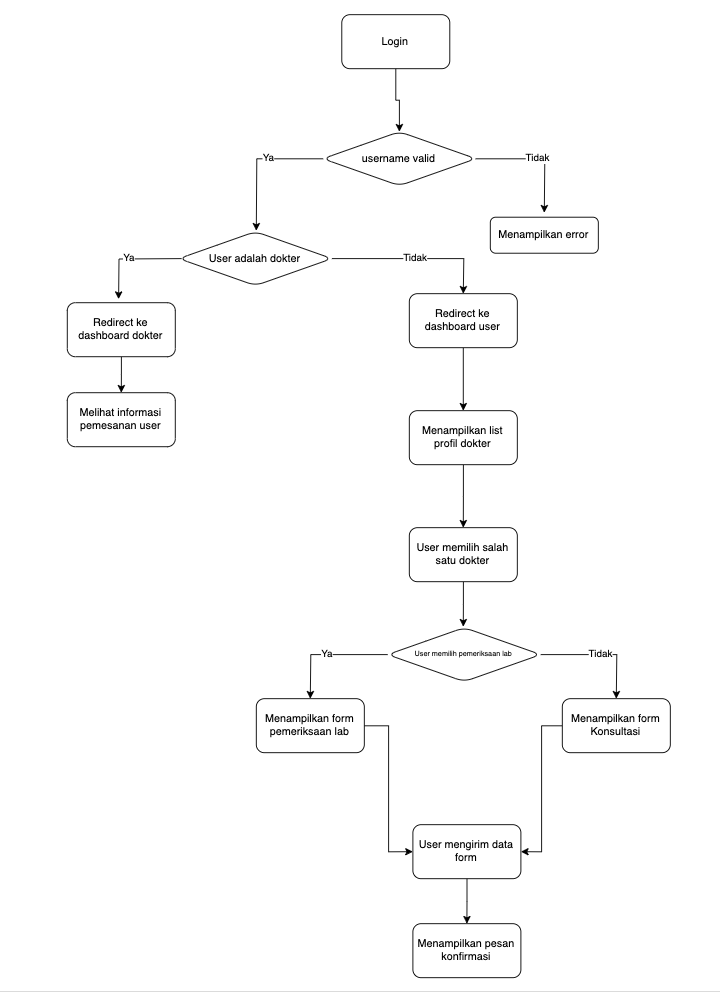 Login
username valid
Ya
Tidak
Menampilkan error
User adalah dokter
Ya
Tidak
Redirect ke
dashboard dokter
Redirect ke
dashboard user
Melihat informasi
pemesanan user
Menampilkan list
profil dokter
User memilih salah
satu dokter
User memilih pemeriksaan lab
Ya
Tidak
Menampilkan form
pemeriksaan lab
Menampilkan form
Konsultasi
User mengirim data
form
Menampilkan pesan
konfirmasi